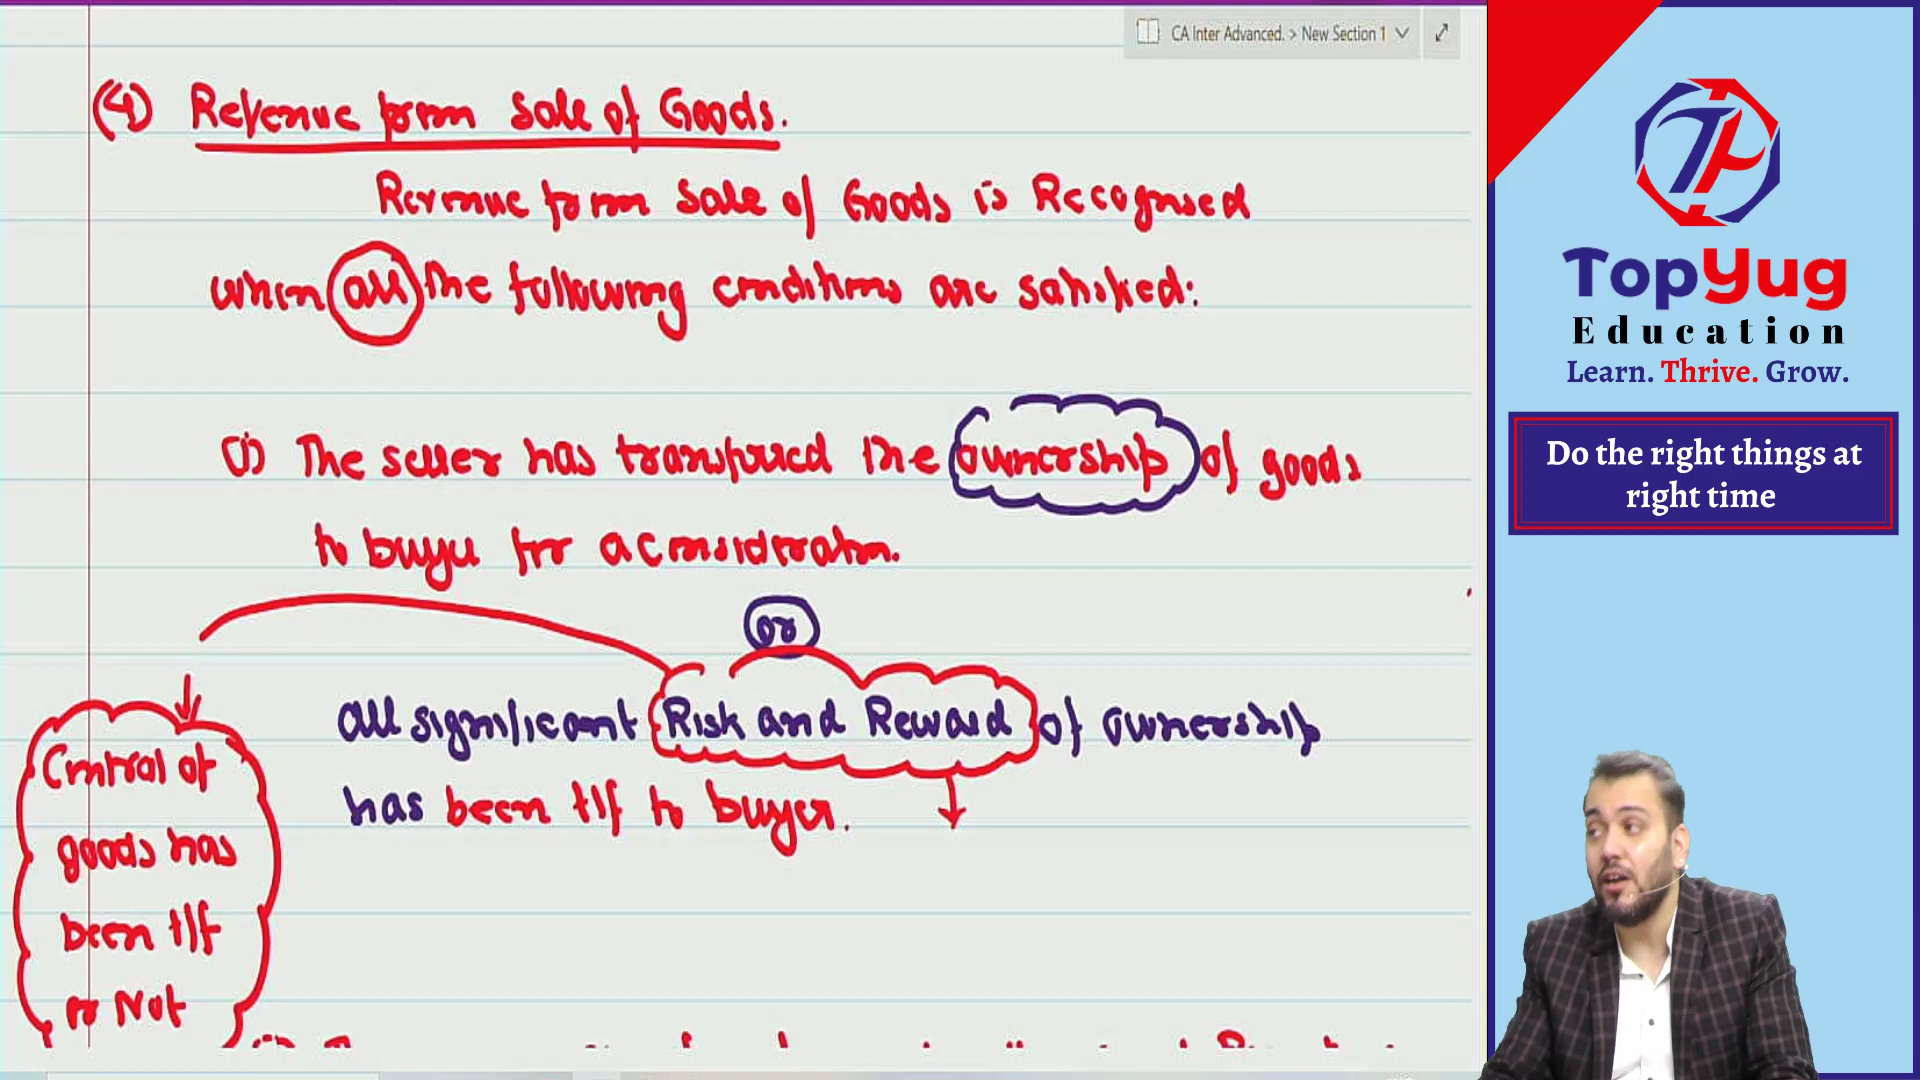 CA Inter Advanced. > New Section 1
(4) Revenue from Sale of Goods.
Revenue from Sale of Goods is Recognised
when all the following conditions are satisfied:
(i) The seller has transferred the ownership of goods
to buyer for a consideration.
or
all significant Risk and Reward of ownership
has been t/f to buyer.
Control of
goods has
been t/f
or Not
TopYug
Education
Learn. Thrive. Grow.
Do the right things at
right time